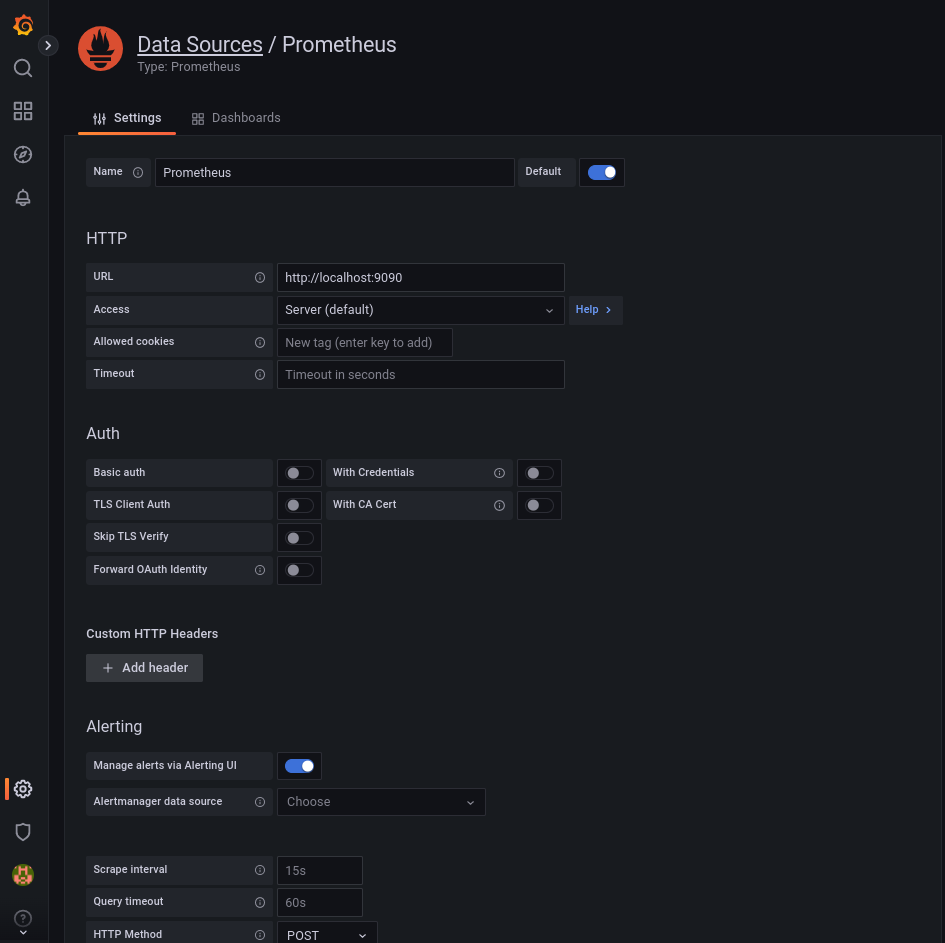 Data Sources / Prometheus
Type: Prometheus
Settings Dashboards
Name Prometheus Default
HTTP
URL http://localhost:9090
Access Server (default) Help
Allowed cookies New tag (enter key to add)
Timeout Timeout in seconds
Auth
Basic auth With Credentials
TLS Client Auth With CA Cert
Skip TLS Verify
Forward OAuth Identity
Custom HTTP Headers
Add header
Alerting
Manage alerts via Alerting UI
Alertmanager data source Choose
Scrape interval 15s
Query timeout 60s
HTTP Method POST